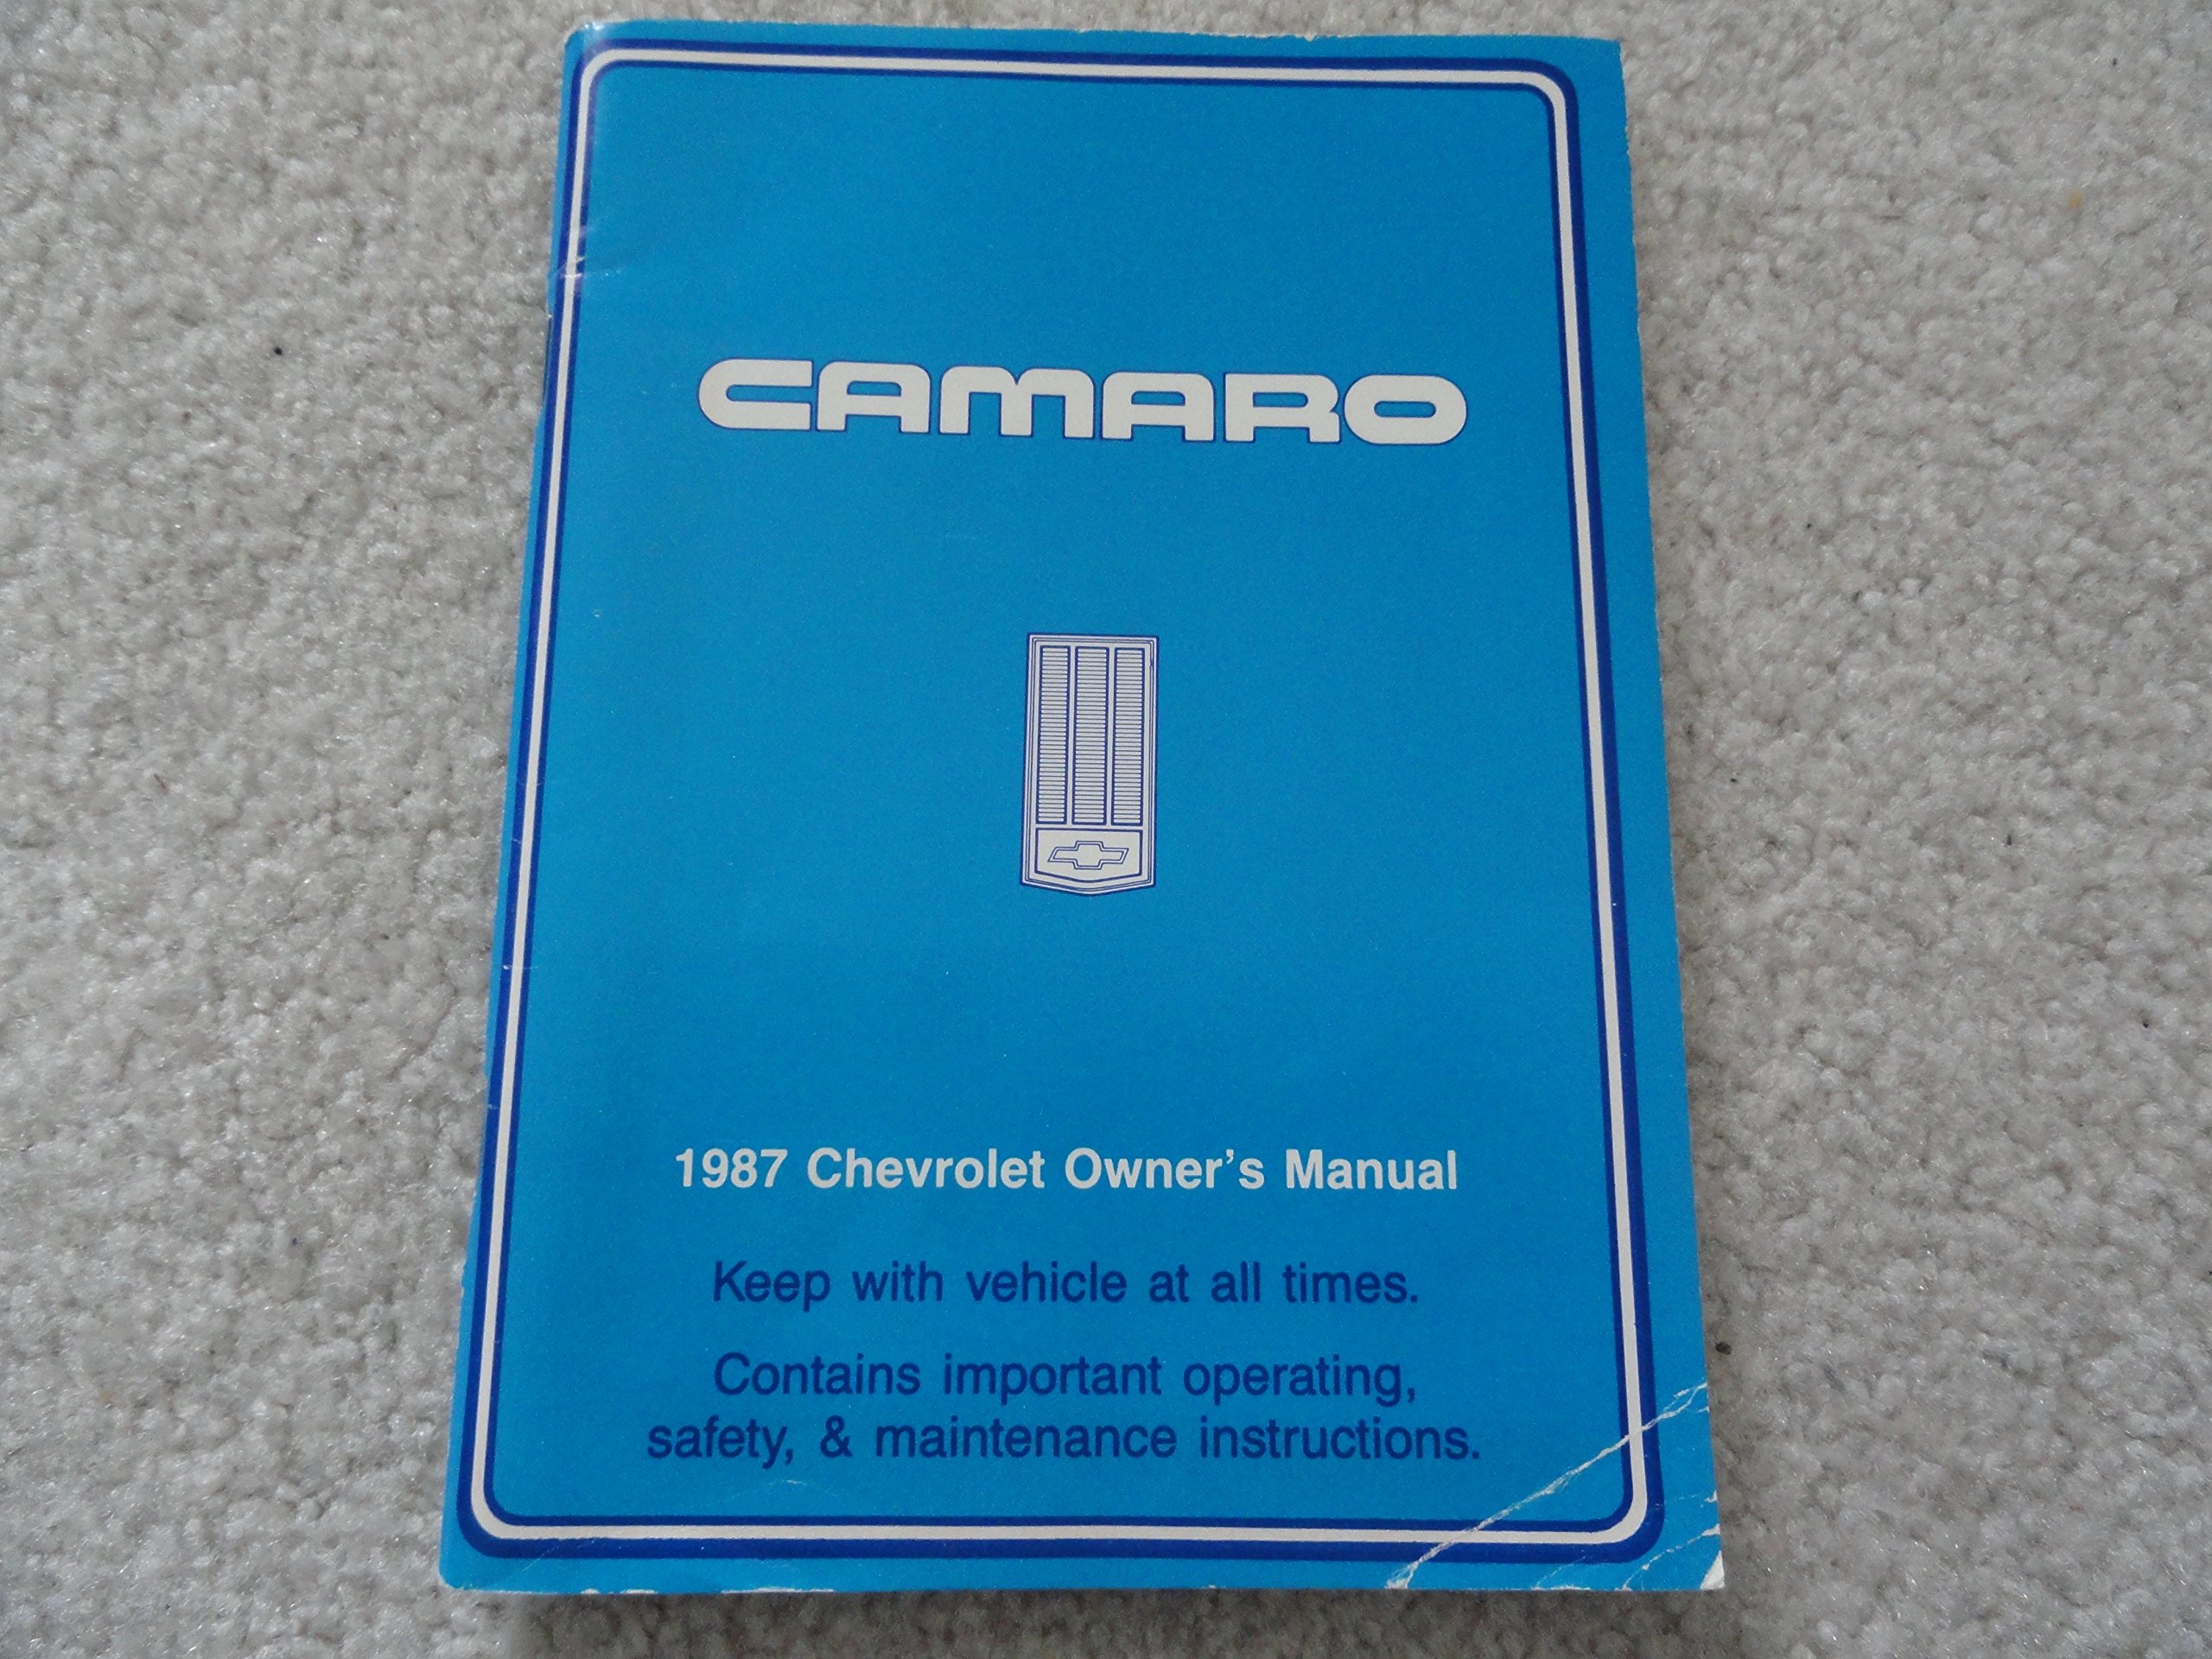 CAMARO
1987 Chevrolet Owner's Manual
Keep with vehicle at all times.
Contains important operating,
safety, & maintenance instructions.